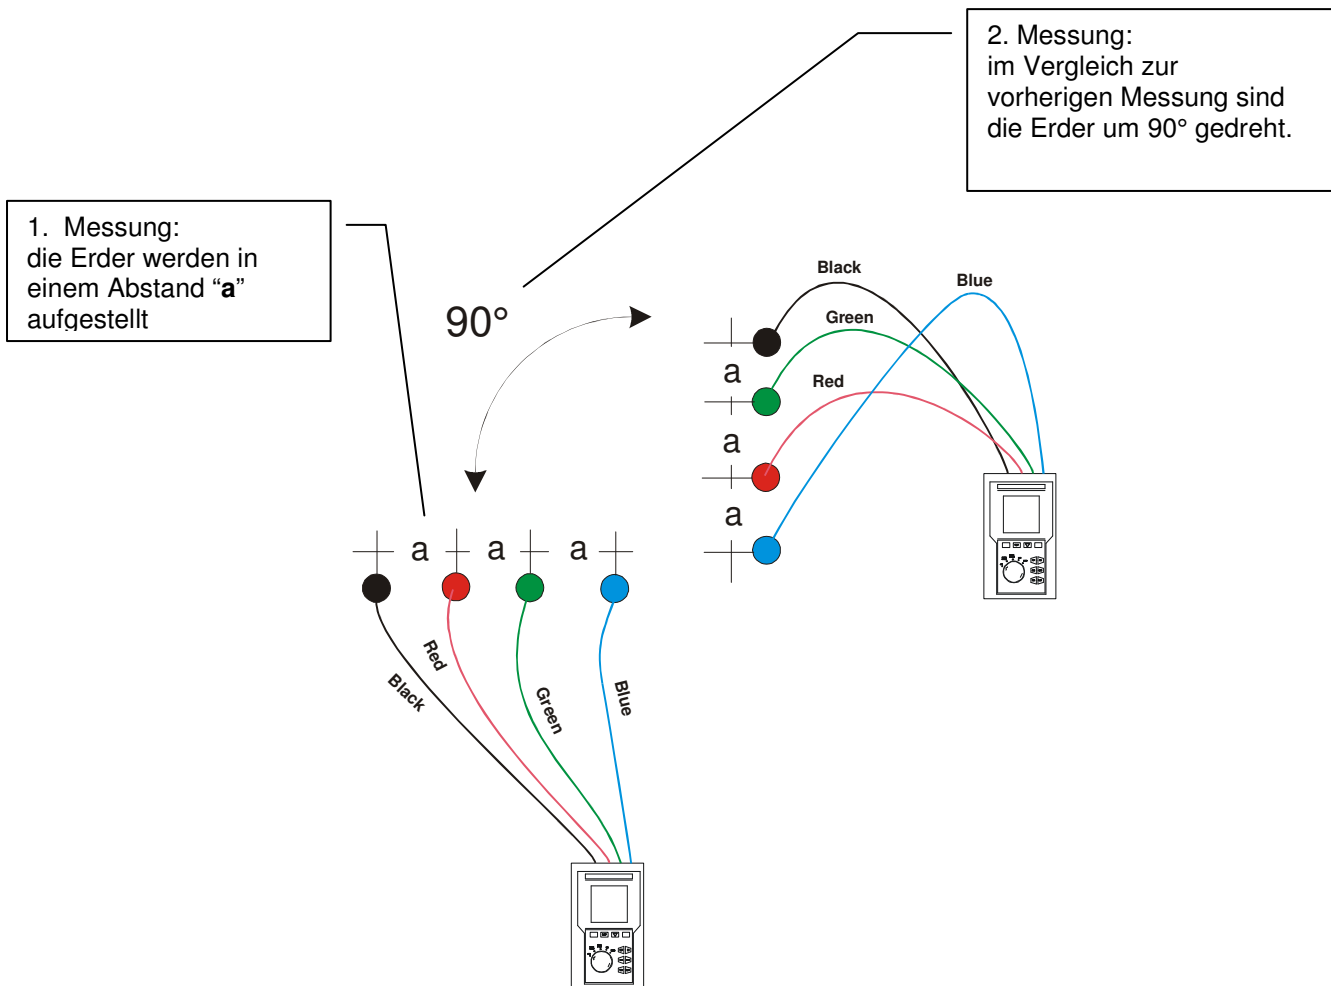 2. Messung:
im Vergleich zur
vorherigen Messung sind
die Erder um 90° gedreht.
1. Messung:
die Erder werden in
einem Abstand “a”
aufgestellt
90°
Black
Blue
Green
a
Red
a
a
a
a
a
Red
Black
Green
Blue